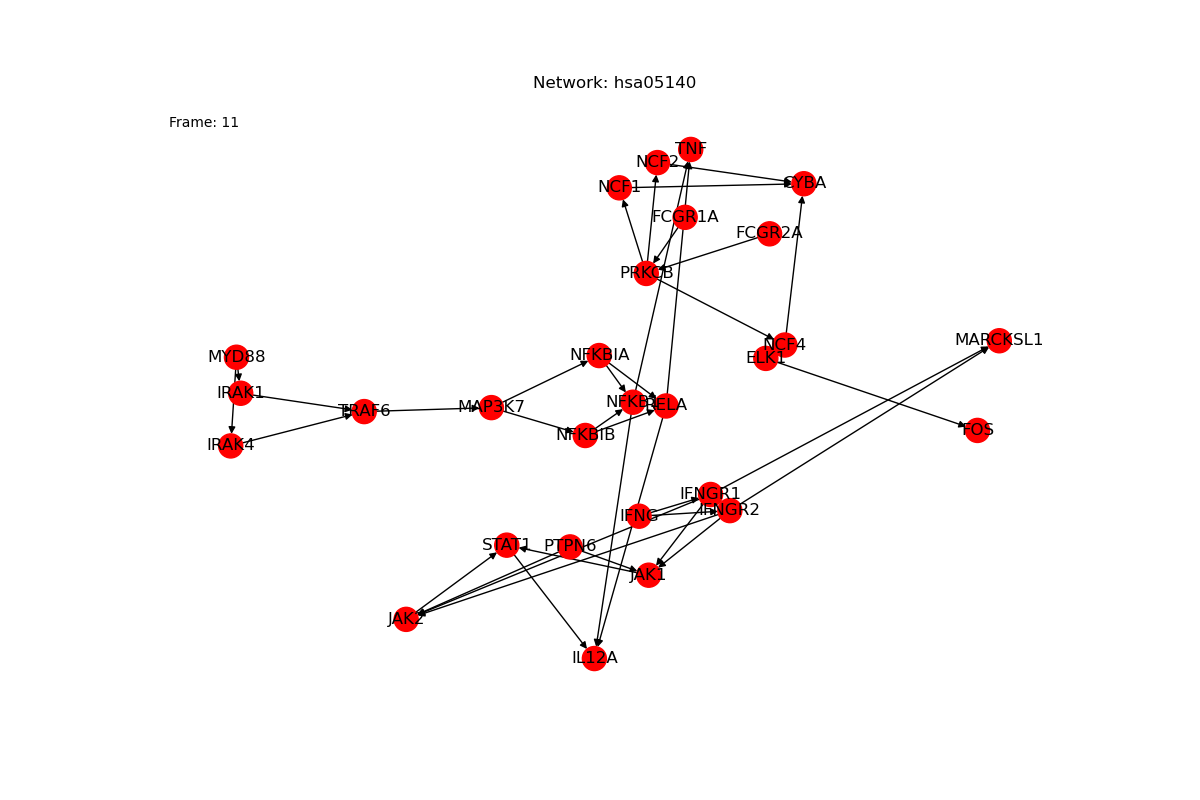 Network: hsa05140
Frame: 11
TNF
NCF2
CYBA
NCF1
FCGR1A
FCGR2A
PRKCB
MARCKSL1
NCF4
ELK1
MYD88
NFKBIA
IRAK1
NFKB1
RELA
MAP3K7
TRAF6
FOS
NFKBIB
IRAK4
IFNGR1
IFNGR2
IFNG
STAT1
PTPN6
JAK1
JAK2
IL12A